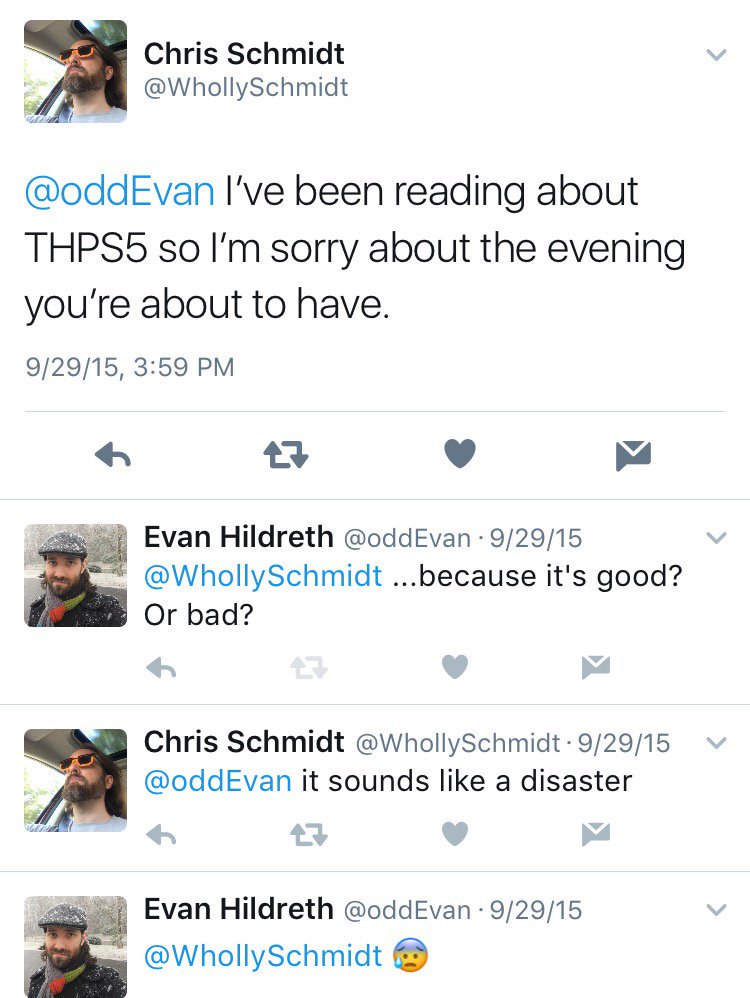 Chris Schmidt
@WhollySchmidt
@oddEvan I’ve been reading about
THPS5 so I’m sorry about the evening
you’re about to have.
9/29/15, 3:59 PM
Evan Hildreth @oddEvan · 9/29/15
@WhollySchmidt ...because it's good?
Or bad?
Chris Schmidt @WhollySchmidt · 9/29/15
@oddEvan it sounds like a disaster
Evan Hildreth @oddEvan · 9/29/15
@WhollySchmidt 😰